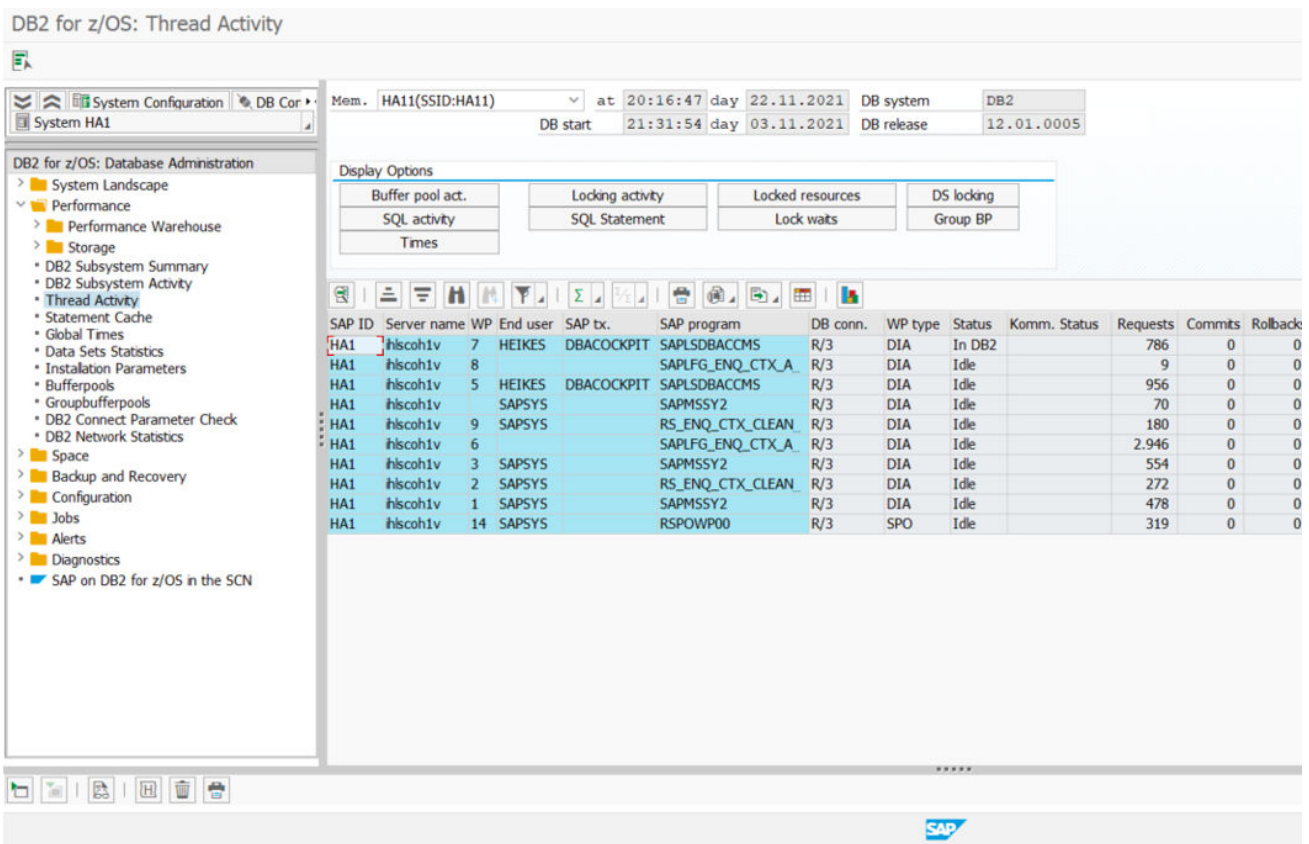 DB2 for z/OS: Thread Activity
System Configuration DB Cor
System HA1
Mem. HA11(SSID:HA11) at 20:16:47 day 22.11.2021 DB system DB2
DB start 21:31:54 day 03.11.2021 DB release 12.01.0005
DB2 for z/OS: Database Administration
System Landscape
Performance
Performance Warehouse
Storage
DB2 Subsystem Summary
DB2 Subsystem Activity
Thread Activity
Statement Cache
Global Times
Data Sets Statistics
Installation Parameters
Bufferpools
Groupbufferpools
DB2 Connect Parameter Check
DB2 Network Statistics
Space
Backup and Recovery
Configuration
Jobs
Alerts
Diagnostics
SAP on DB2 for z/OS in the SCN
Display Options
Buffer pool act. Locking activity Locked resources DS locking
SQL activity SQL Statement Lock waits Group BP
Times
SAP ID Server name WP End user SAP tx. SAP program DB conn. WP type Status Komm. Status Requests Commits Rollbacks
HA1 ihlscoh1v 7 HEIKES DBACOCKPIT SAPLSDBACCMS R/3 DIA In DB2 786 0 0
HA1 ihlscoh1v 8 SAPLFG_ENQ_CTX_A_ R/3 DIA Idle 9 0 0
HA1 ihlscoh1v 5 HEIKES DBACOCKPIT SAPLSDBACCMS R/3 DIA Idle 956 0 0
HA1 ihlscoh1v SAPSYS SAPMSSY2 R/3 DIA Idle 70 0 0
HA1 ihlscoh1v 9 SAPSYS RS_ENQ_CTX_CLEAN_ R/3 DIA Idle 180 0 0
HA1 ihlscoh1v 6 SAPLFG_ENQ_CTX_A_ R/3 DIA Idle 2.946 0 0
HA1 ihlscoh1v 3 SAPSYS SAPMSSY2 R/3 DIA Idle 554 0 0
HA1 ihlscoh1v 2 SAPSYS RS_ENQ_CTX_CLEAN_ R/3 DIA Idle 272 0 0
HA1 ihlscoh1v 1 SAPSYS SAPMSSY2 R/3 DIA Idle 478 0 0
HA1 ihlscoh1v 14 SAPSYS RSPOWP00 R/3 SPO Idle 319 0 0
SAP